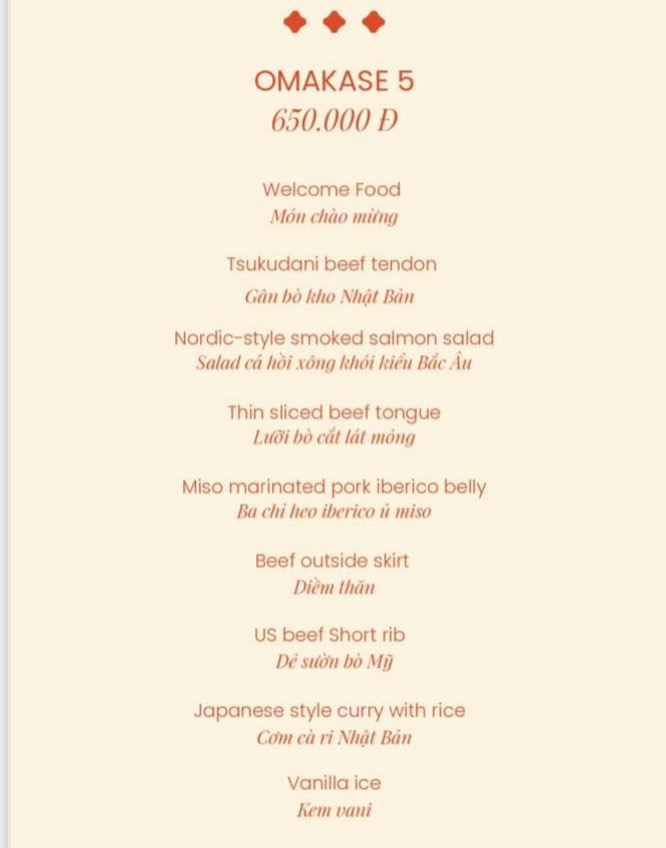 OMAKASE 5
650.000 Đ
Welcome Food
Món chào mừng
Tsukudani beef tendon
Gân bò kho Nhật Bản
Nordic-style smoked salmon salad
Salad cá hồi xông khói kiểu Bắc Âu
Thin sliced beef tongue
Lưỡi bò cắt lát mỏng
Miso marinated pork iberico belly
Ba chỉ heo iberico ủ miso
Beef outside skirt
Diềm thăn
US beef Short rib
Dẻ sườn bò Mỹ
Japanese style curry with rice
Cơm cà ri Nhật Bản
Vanilla ice
Kem vani